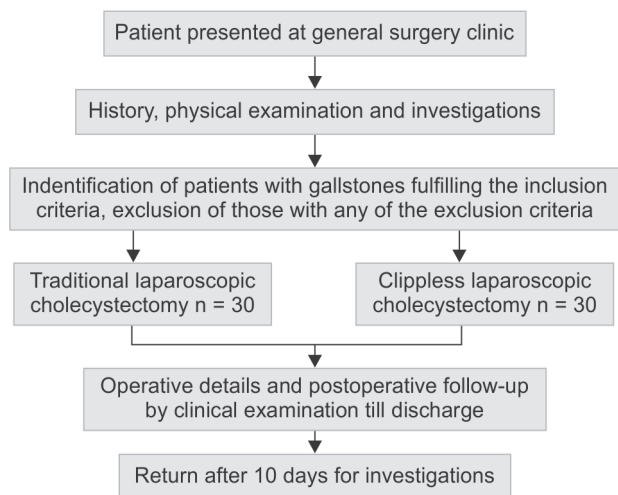 Patient presented at general surgery clinic
History, physical examination and investigations
Indentification of patients with gallstones fulfilling the inclusion
criteria, exclusion of those with any of the exclusion criteria
Traditional laparoscopic
cholecystectomy n = 30
Clippless laparoscopic
cholecystectomy n = 30
Operative details and postoperative follow-up
by clinical examination till discharge
Return after 10 days for investigations